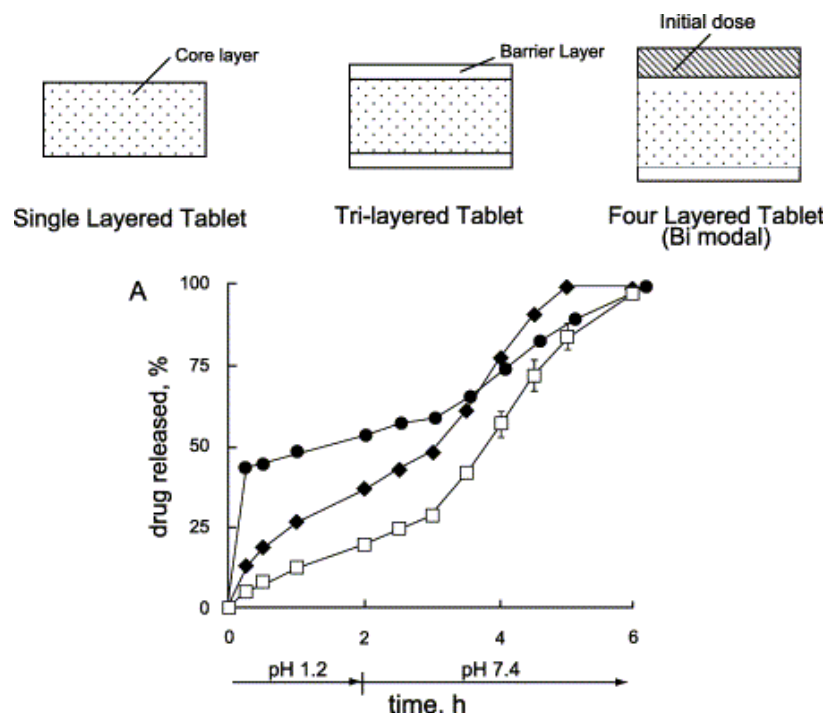 Core layer
Barrier Layer
Initial dose
Single Layered Tablet
Tri-layered Tablet
Four Layered Tablet
(Bi modal)
A
100
75
50
25
0
drug released, %
0 2 4 6
pH 1.2 pH 7.4
time, h